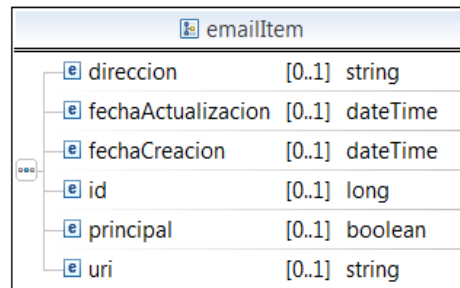 emailItem
direccion [0..1] string
fechaActualizacion [0..1] dateTime
fechaCreacion [0..1] dateTime
id [0..1] long
principal [0..1] boolean
uri [0..1] string